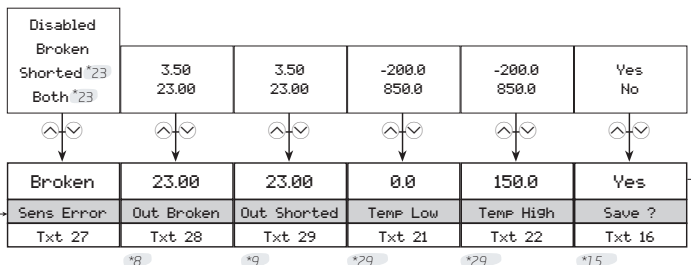 Disabled
Broken
Shorted *23
Both *23
3.50
23.00
3.50
23.00
-200.0
850.0
-200.0
850.0
Yes
No
Broken 23.00 23.00 0.0 150.0 Yes
Sens Error Out Broken Out Shorted Temp Low Temp High Save ?
Txt 27 Txt 28 Txt 29 Txt 21 Txt 22 Txt 16
*8 *9 *29 *29 *15